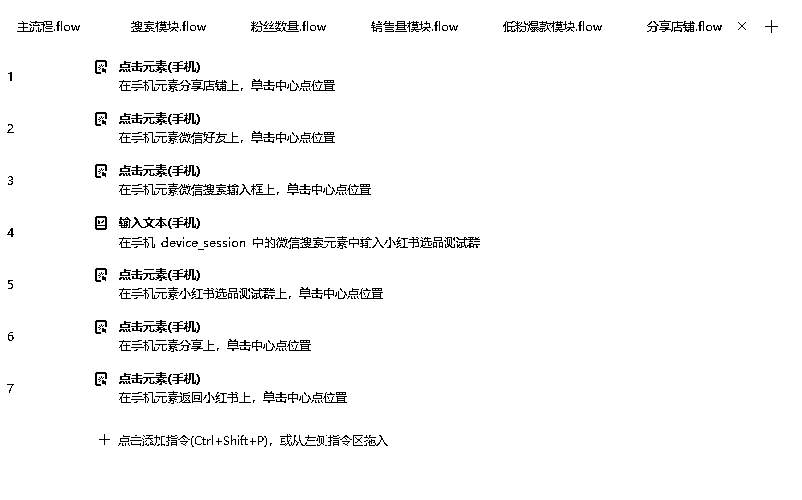 主流程.flow 搜索模块.flow 粉丝数量.flow 销售量模块.flow 低粉爆款模块.flow 分享店铺.flow × +
1 点击元素(手机)
在手机元素分享店铺上，单击中心点位置
2 点击元素(手机)
在手机元素微信好友上，单击中心点位置
3 点击元素(手机)
在手机元素微信搜索输入框上，单击中心点位置
4 输入文本(手机)
在手机 device_session 中的微信搜索元素中输入小红书选品测试群
5 点击元素(手机)
在手机元素小红书选品测试群上，单击中心点位置
6 点击元素(手机)
在手机元素分享上，单击中心点位置
7 点击元素(手机)
在手机元素返回小红书上，单击中心点位置
+ 点击添加指令(Ctrl+Shift+P)，或从左侧指令区拖入